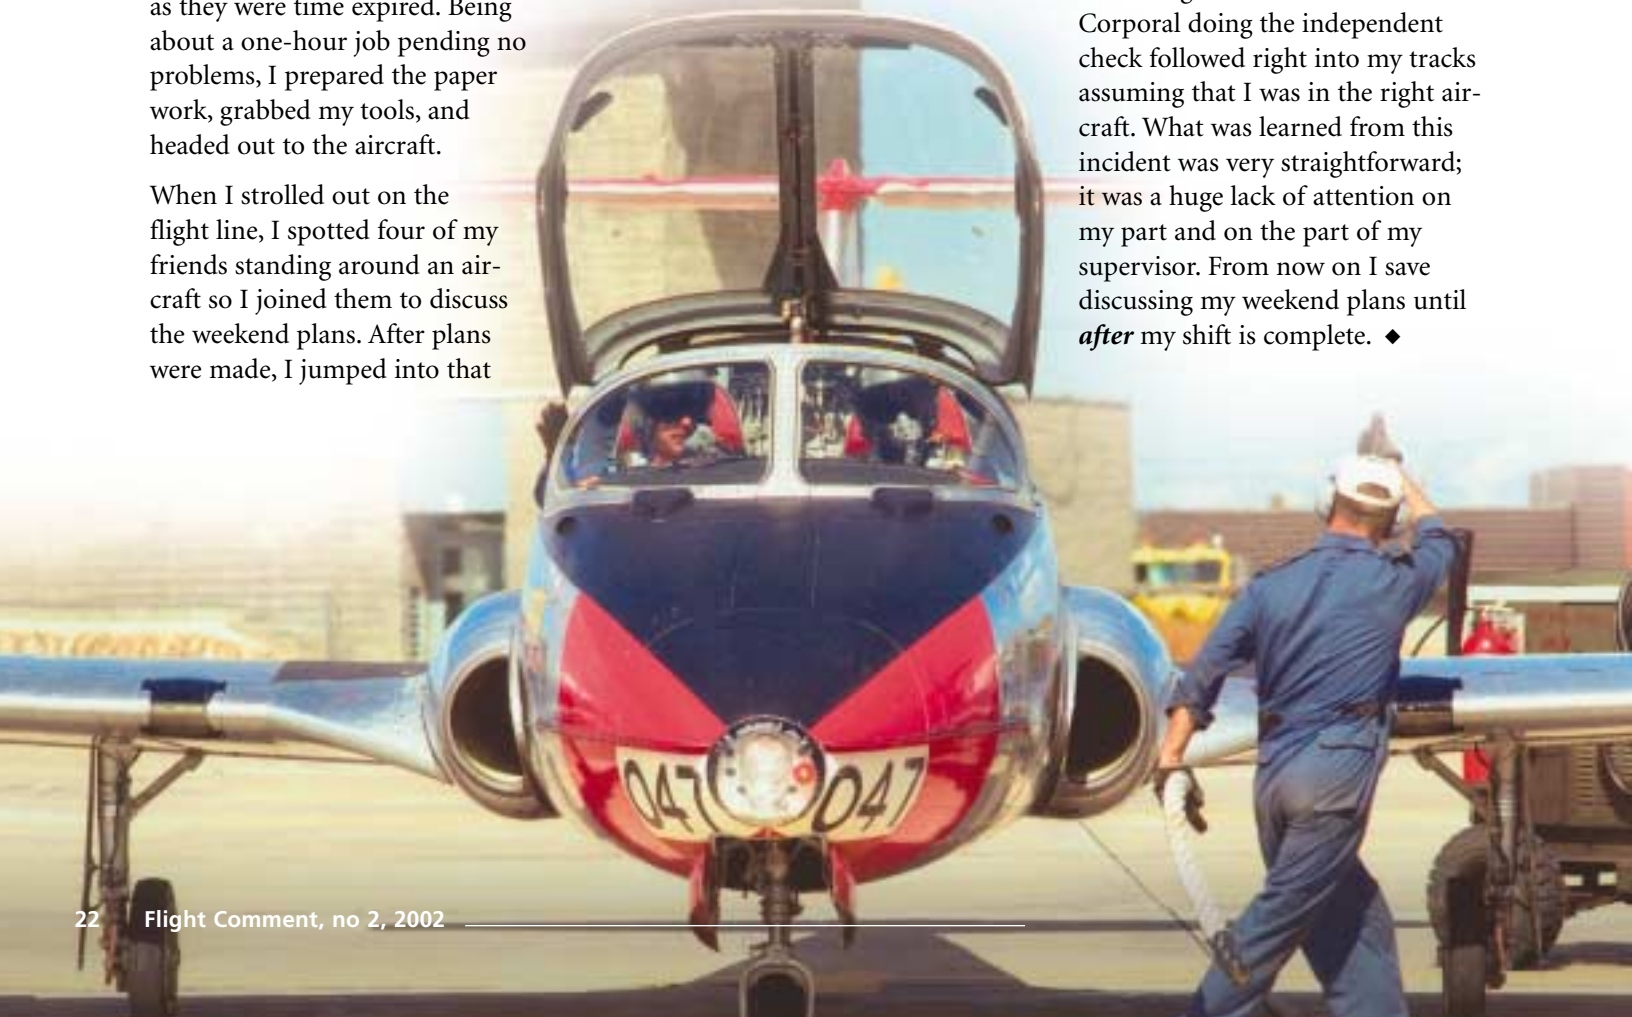 as they were time expired. Being
about a one-hour job pending no
problems, I prepared the paper
work, grabbed my tools, and
headed out to the aircraft.
When I strolled out on the
flight line, I spotted four of my
friends standing around an air-
craft so I joined them to discuss
the weekend plans. After plans
were made, I jumped into that
Corporal doing the independent
check followed right into my tracks
assuming that I was in the right air-
craft. What was learned from this
incident was very straightforward;
it was a huge lack of attention on
my part and on the part of my
supervisor. From now on I save
discussing my weekend plans until
after my shift is complete. ◆
047 047
22 Flight Comment, no 2, 2002